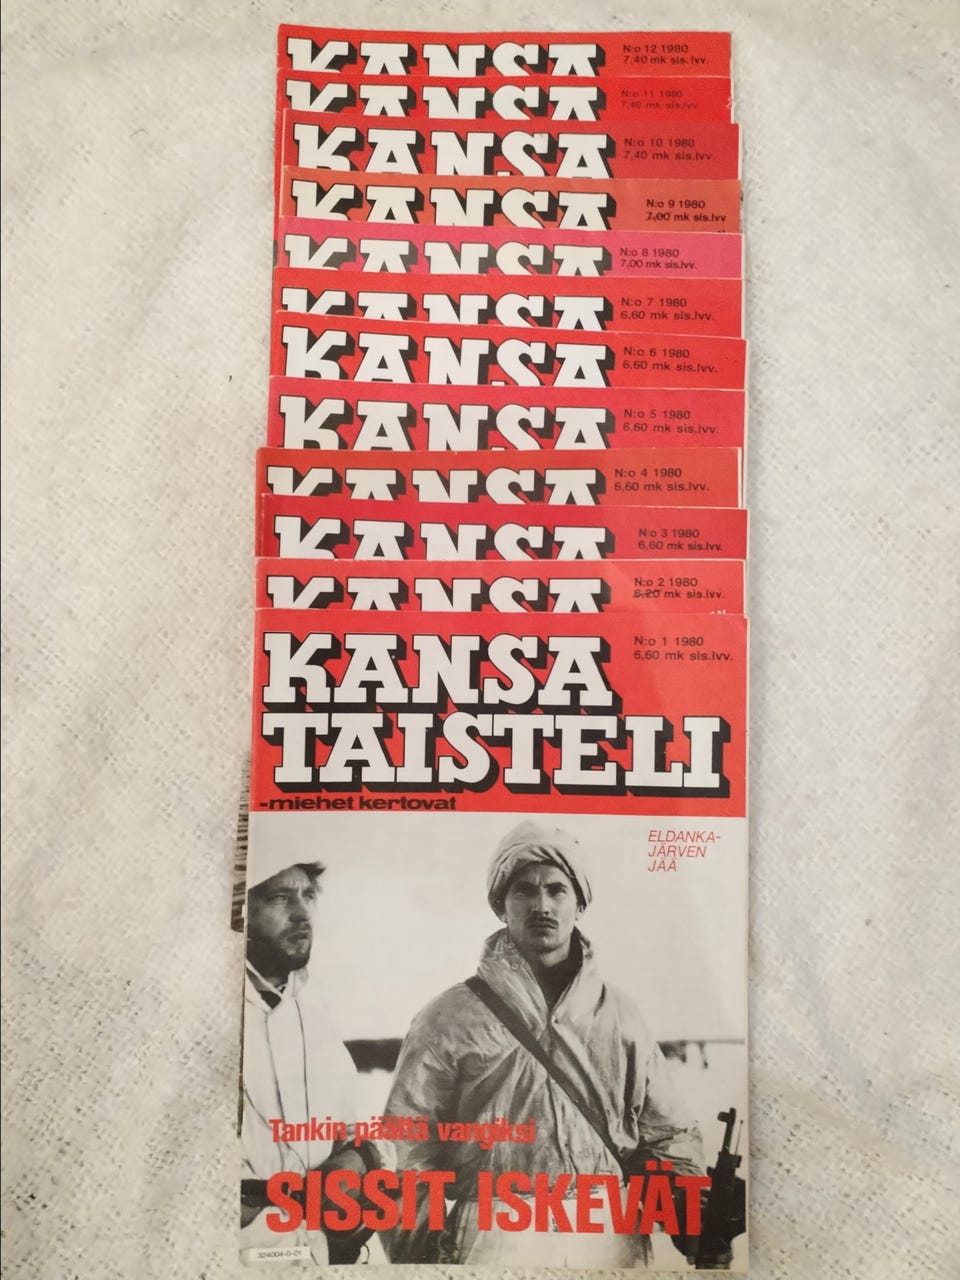 KANSA
N:o 12 1980
7,40 mk sis.lvv.
KANSA
N:o 11 1980
7,40 mk sis.lvv.
KANSA
N:o 10 1980
7,40 mk sis.lvv.
KANSA
N:o 9 1980
7,00 mk sis.lvv
KANSA
N:o 8 1980
7,00 mk sis.lvv.
KANSA
N:o 7 1980
6,60 mk sis.lvv.
KANSA
N:o 6 1980
6,60 mk sis.lvv.
KANSA
N:o 5 1980
6,60 mk sis.lvv.
KANSA
N:o 4 1980
6,60 mk sis.lvv.
KANSA
N:o 3 1980
6,60 mk sis.lvv.
KANSA
N:o 2 1980
6,20 mk sis.lvv.
KANSA
N:o 1 1980
6,60 mk sis.lvv.
TAISTELI
-miehet kertovat
ELDANKA-
JÄRVEN
JÄÄ
Tankin päältä vangiksi
SISSIT ISKEVÄT
324004-0-01